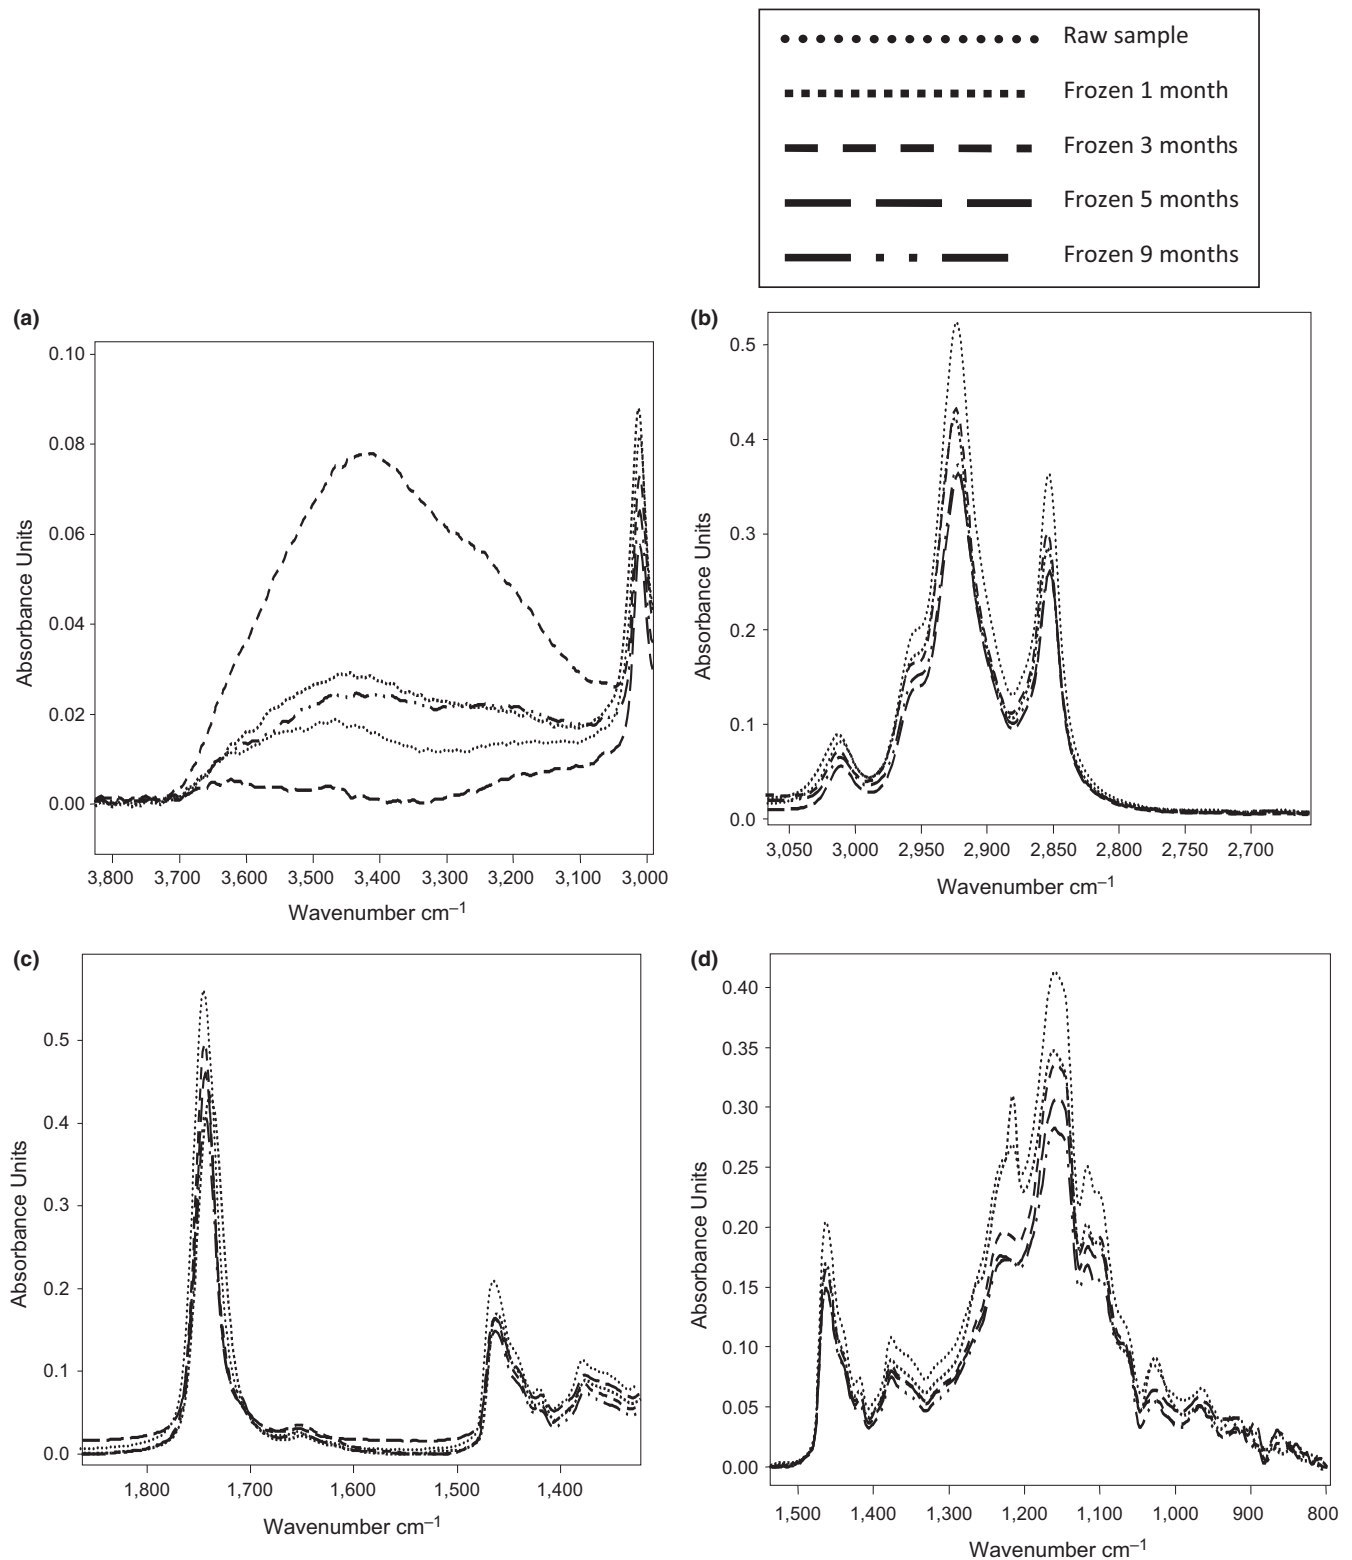 Raw sample
Frozen 1 month
Frozen 3 months
Frozen 5 months
Frozen 9 months
(a)
0.10
0.08
0.06
0.04
0.02
0.00
Absorbance Units
3,800 3,700 3,600 3,500 3,400 3,300 3,200 3,100 3,000
Wavenumber cm–1
(b)
0.5
0.4
0.3
0.2
0.1
0.0
Absorbance Units
3,050 3,000 2,950 2,900 2,850 2,800 2,750 2,700
Wavenumber cm–1
(c)
0.5
0.4
0.3
0.2
0.1
0.0
Absorbance Units
1,800 1,700 1,600 1,500 1,400
Wavenumber cm–1
(d)
0.40
0.35
0.30
0.25
0.20
0.15
0.10
0.05
0.00
Absorbance Units
1,500 1,400 1,300 1,200 1,100 1,000 900 800
Wavenumber cm–1